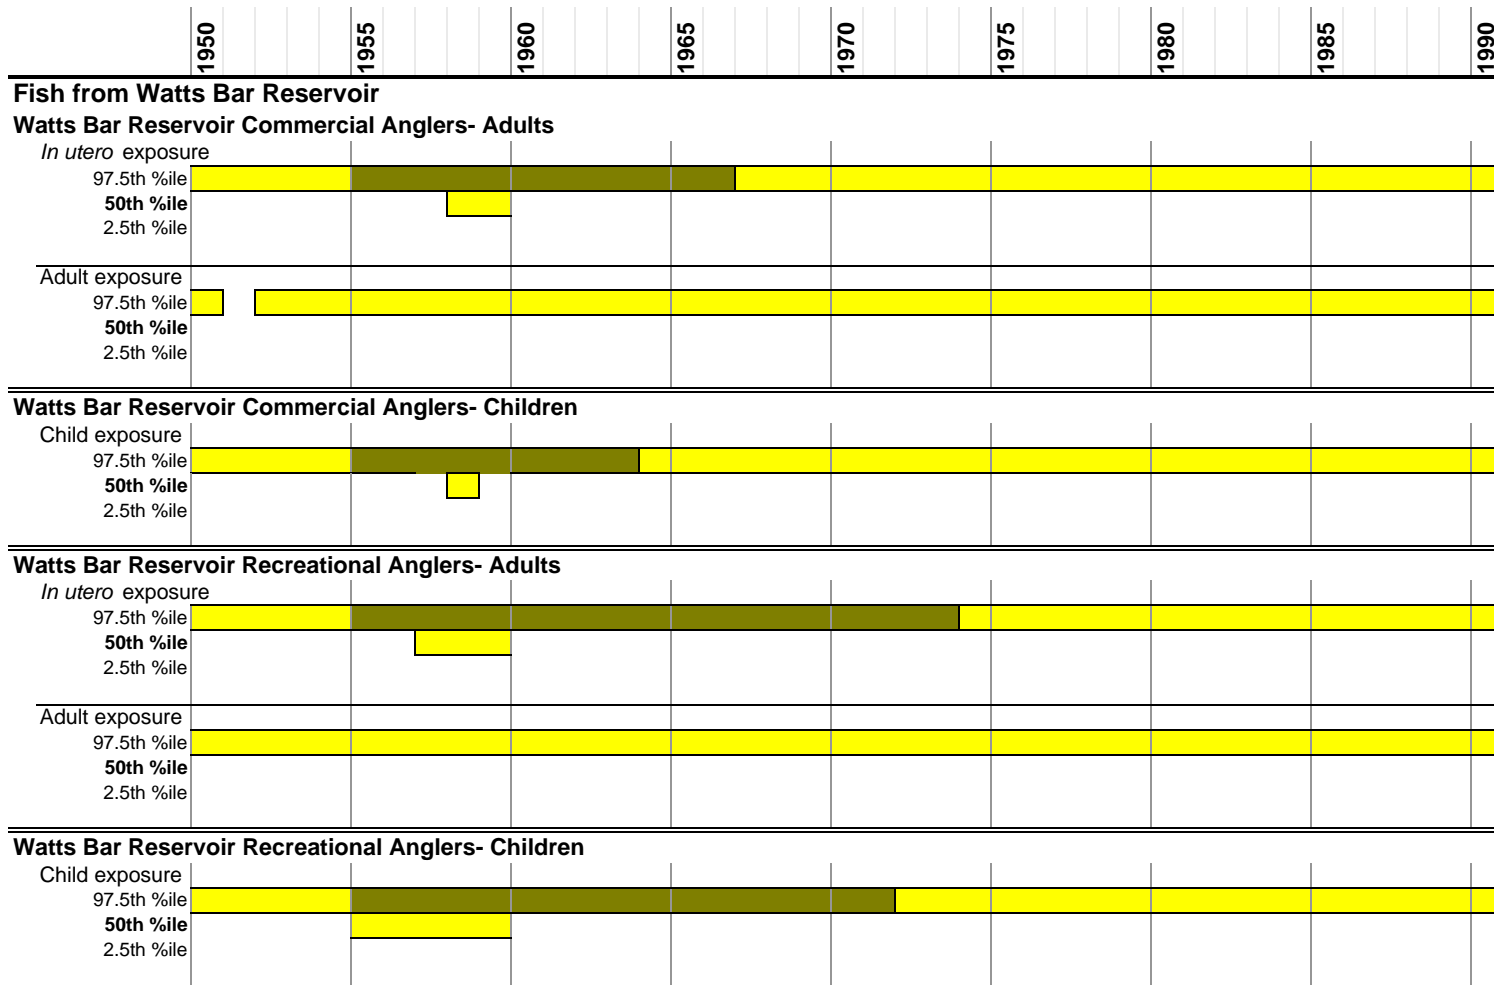 1950 1955 1960 1965 1970 1975 1980 1985 1990
Fish from Watts Bar Reservoir
Watts Bar Reservoir Commercial Anglers- Adults
In utero exposure
97.5th %ile
50th %ile
2.5th %ile
Adult exposure
97.5th %ile
50th %ile
2.5th %ile
Watts Bar Reservoir Commercial Anglers- Children
Child exposure
97.5th %ile
50th %ile
2.5th %ile
Watts Bar Reservoir Recreational Anglers- Adults
In utero exposure
97.5th %ile
50th %ile
2.5th %ile
Adult exposure
97.5th %ile
50th %ile
2.5th %ile
Watts Bar Reservoir Recreational Anglers- Children
Child exposure
97.5th %ile
50th %ile
2.5th %ile